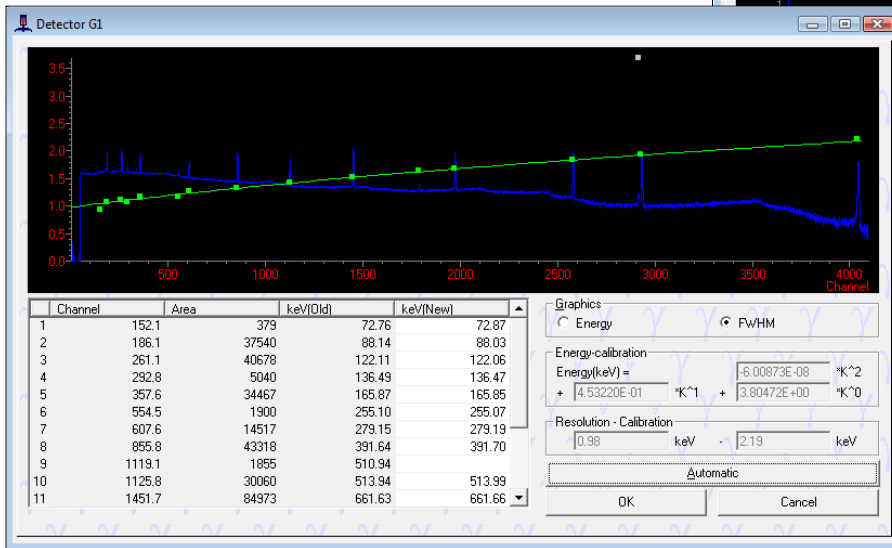 Detector G1
3.5
3.0
2.5
2.0
1.5
1.0
0.5
0.0
500 1000 1500 2000 2500 3000 3500 4000
Channel
Channel Area keV(Old) keV(New)
1 152.1 379 72.76 72.87
2 186.1 37540 88.14 88.03
3 261.1 40678 122.11 122.06
4 292.8 5040 136.49 136.47
5 357.6 34467 165.87 165.85
6 554.5 1900 255.10 255.07
7 607.6 14517 279.15 279.19
8 855.8 43318 391.64 391.70
9 1119.1 1855 510.94
10 1125.8 30060 513.94 513.99
11 1451.7 84973 661.63 661.66
Graphics
Energy FWHM
Energy-calibration
Energy(keV) = -6.00873E-08 *K^2
+ 4.53220E-01 *K^1 + 3.80472E+00 *K^0
Resolution - Calibration
0.98 keV - 2.19 keV
Automatic
OK Cancel